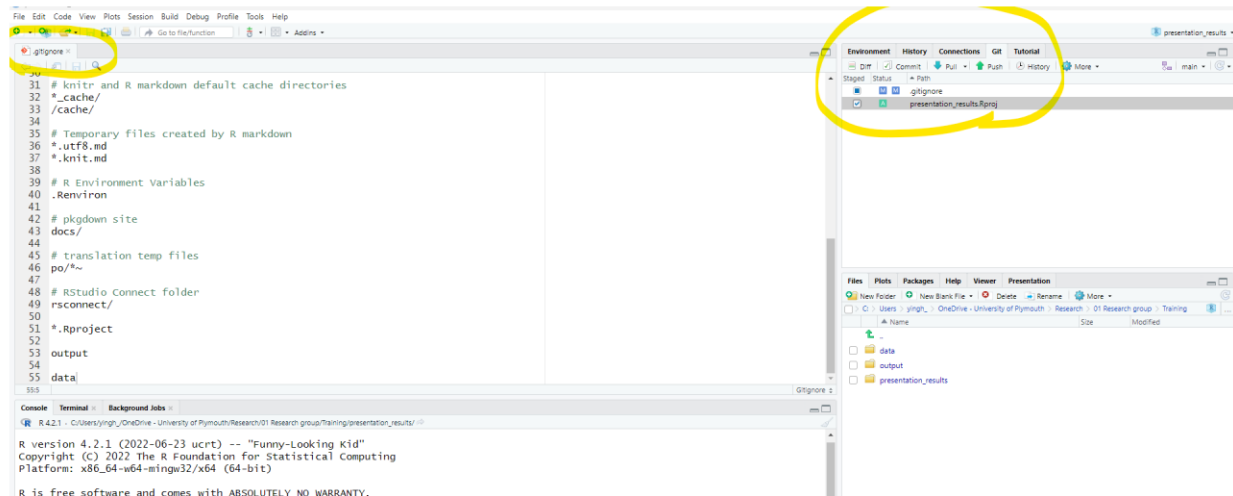 File Edit Code View Plots Session Build Debug Profile Tools Help
Go to file/function Addins
presentation_results
.gitignore
31 # knitr and R markdown default cache directories
32 *_cache/
33 /cache/
34
35 # Temporary files created by R markdown
36 *.utf8.md
37 *.knit.md
38
39 # R Environment Variables
40 .Renviron
41
42 # pkgdown site
43 docs/
44
45 # translation temp files
46 po/*~
47
48 # RStudio Connect folder
49 rsconnect/
50
51 *.Rproject
52
53 output
54
55 data
55:5 Gitignore
Console Terminal Background Jobs
R 4.2.1 · C:/Users/yingh_/OneDrive - University of Plymouth/Research/01 Research group/Training/presentation_results/
R version 4.2.1 (2022-06-23 ucrt) -- "Funny-Looking Kid"
Copyright (C) 2022 The R Foundation for Statistical Computing
Platform: x86_64-w64-mingw32/x64 (64-bit)
R is free software and comes with ABSOLUTELY NO WARRANTY.
Environment History Connections Git Tutorial
Diff Commit Pull Push History More main
Staged Status Path
M M .gitignore
A presentation_results.Rproj
Files Plots Packages Help Viewer Presentation
New Folder New Blank File Delete Rename More
C: > Users > yingh_ > OneDrive - University of Plymouth > Research > 01 Research group > Training
Name Size Modified
..
data
output
presentation_results